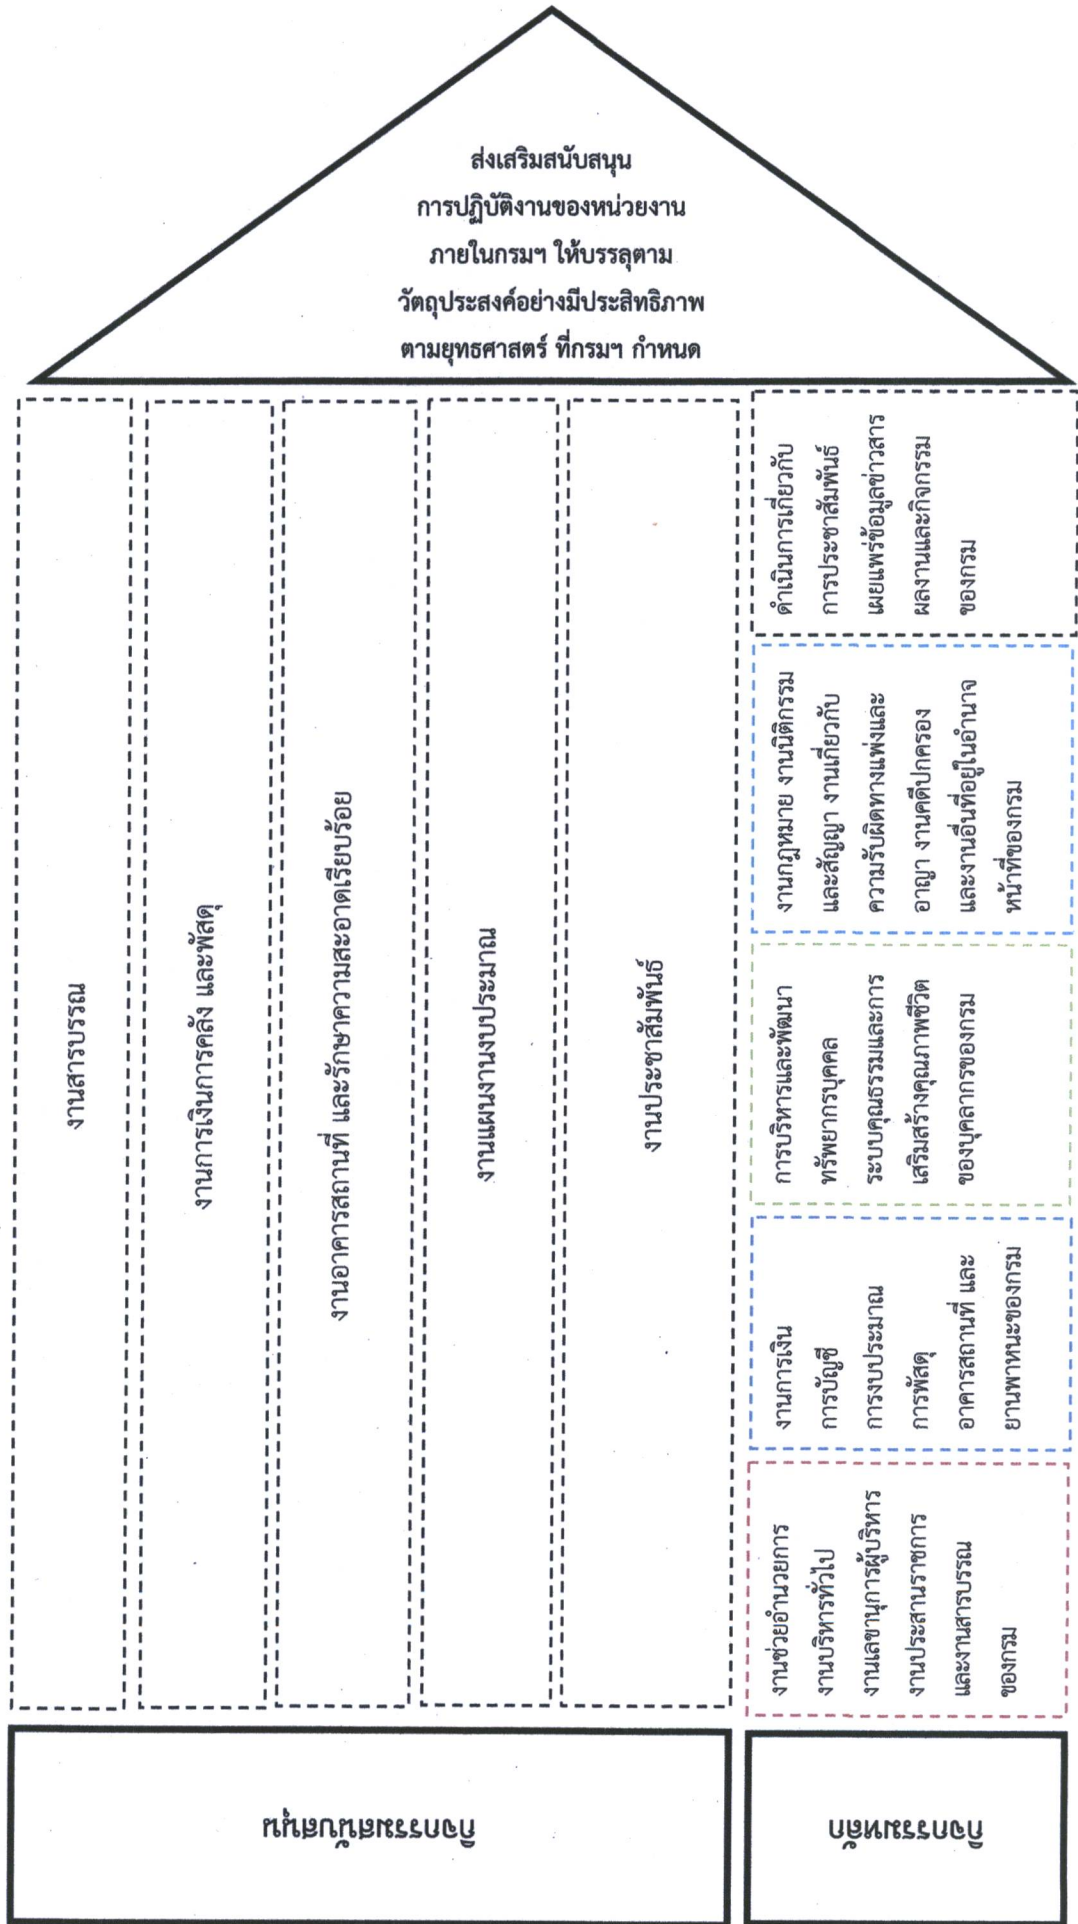 ส่งเสริมสนับสนุน
การปฏิบัติงานของหน่วยงาน
ภายในกรมฯ ให้บรรลุตาม
วัตถุประสงค์อย่างมีประสิทธิภาพ
ตามยุทธศาสตร์ ที่กรมฯ กำหนด
กิจกรรมสนับสนุน
งานสารบรรณ
งานการเงินการคลัง และพัสดุ
งานอาคารสถานที่ และรักษาความสะอาดเรียบร้อย
งานแผนงานงบประมาณ
งานประชาสัมพันธ์
กิจกรรมหลัก
งานช่วยอำนวยการ
งานบริหารทั่วไป
งานเลขานุการผู้บริหาร
งานประสานราชการ
และงานสารบรรณ
ของกรม
งานการเงิน
การบัญชี
การงบประมาณ
การพัสดุ
อาคารสถานที่ และ
ยานพาหนะของกรม
การบริหารและพัฒนา
ทรัพยากรบุคคล
ระบบคุณธรรมและการ
เสริมสร้างคุณภาพชีวิต
ของบุคลากรของกรม
งานกฎหมาย งานนิติกรรม
และสัญญา งานเกี่ยวกับ
ความรับผิดทางแพ่งและ
อาญา งานคดีปกครอง
และงานอื่นที่อยู่ในอำนาจ
หน้าที่ของกรม
ดำเนินการเกี่ยวกับ
การประชาสัมพันธ์
เผยแพร่ข้อมูลข่าวสาร
ผลงานและกิจกรรม
ของกรม